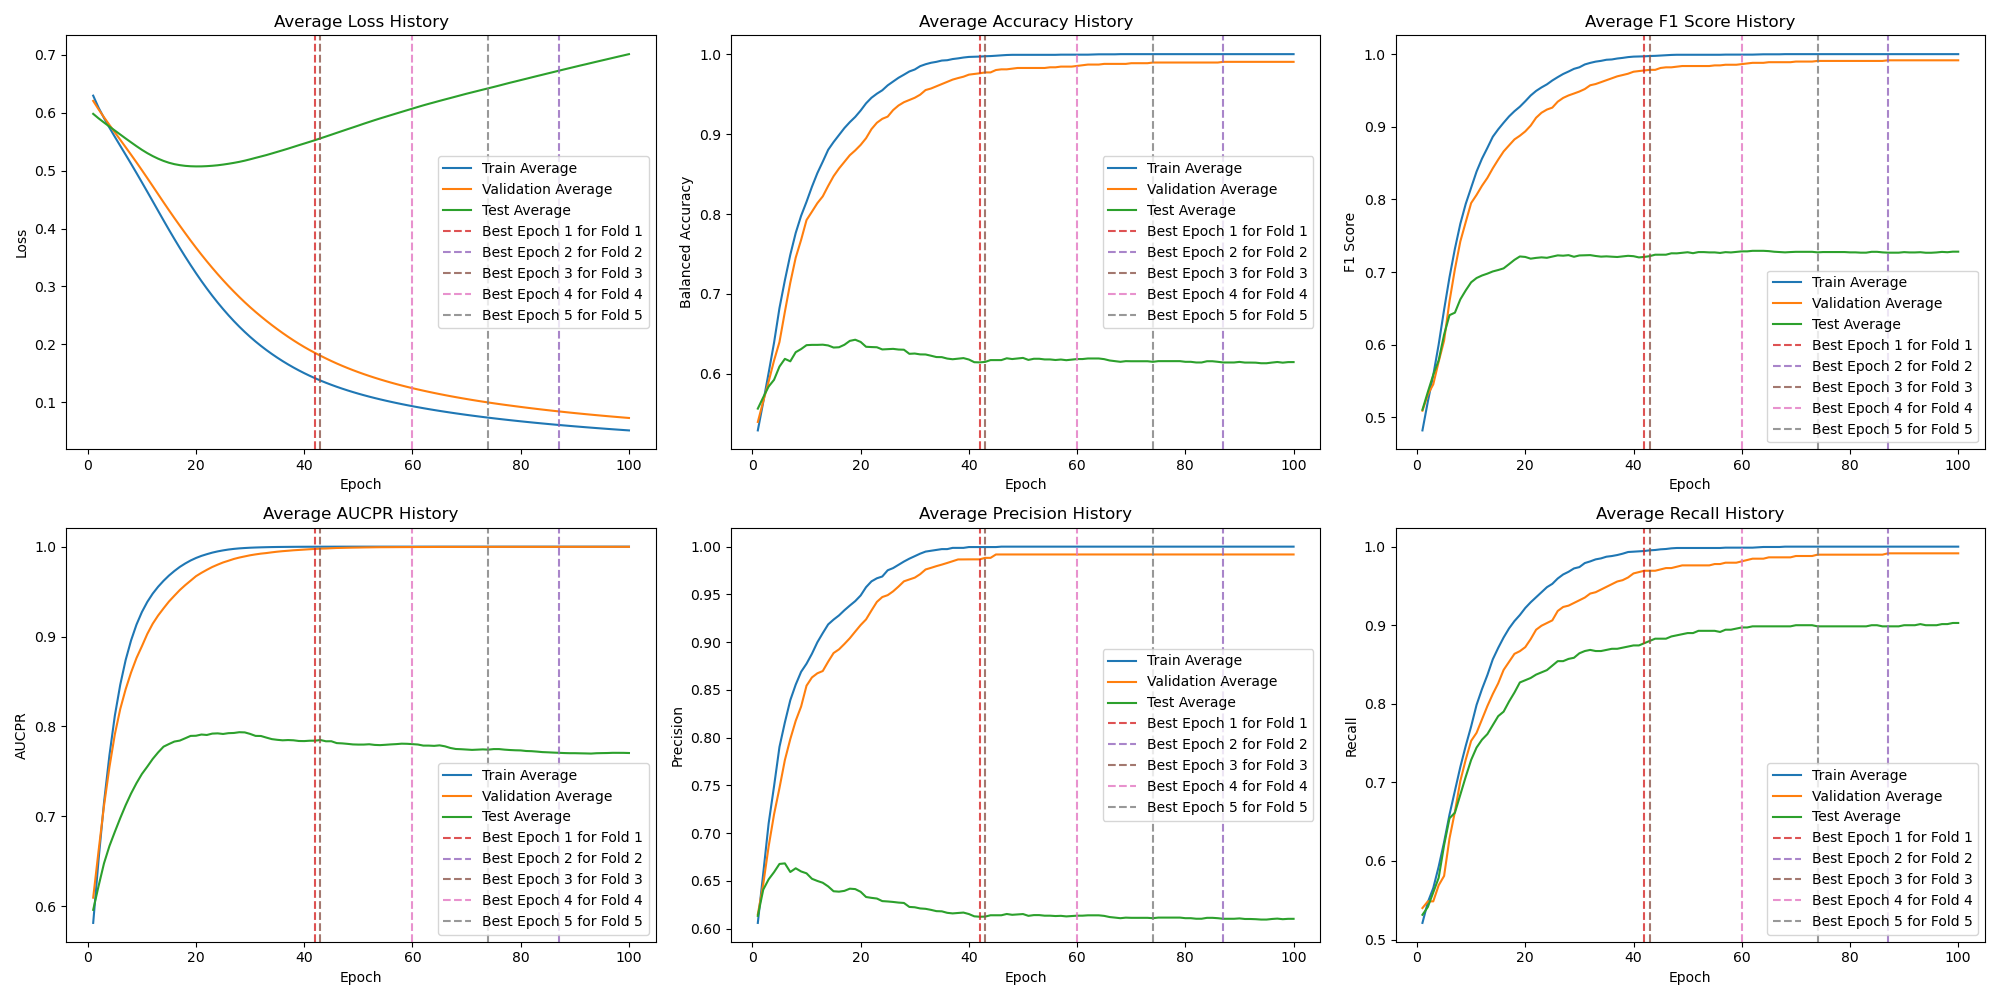 Average Loss History
0.7
0.6
0.5
0.4
0.3
0.2
0.1
Loss
0 20 40 60 80 100
Epoch
Train Average
Validation Average
Test Average
Best Epoch 1 for Fold 1
Best Epoch 2 for Fold 2
Best Epoch 3 for Fold 3
Best Epoch 4 for Fold 4
Best Epoch 5 for Fold 5
Average Accuracy History
1.0
0.9
0.8
0.7
0.6
Balanced Accuracy
0 20 40 60 80 100
Epoch
Train Average
Validation Average
Test Average
Best Epoch 1 for Fold 1
Best Epoch 2 for Fold 2
Best Epoch 3 for Fold 3
Best Epoch 4 for Fold 4
Best Epoch 5 for Fold 5
Average F1 Score History
1.0
0.9
0.8
0.7
0.6
0.5
F1 Score
0 20 40 60 80 100
Epoch
Train Average
Validation Average
Test Average
Best Epoch 1 for Fold 1
Best Epoch 2 for Fold 2
Best Epoch 3 for Fold 3
Best Epoch 4 for Fold 4
Best Epoch 5 for Fold 5
Average AUCPR History
1.0
0.9
0.8
0.7
0.6
AUCPR
0 20 40 60 80 100
Epoch
Train Average
Validation Average
Test Average
Best Epoch 1 for Fold 1
Best Epoch 2 for Fold 2
Best Epoch 3 for Fold 3
Best Epoch 4 for Fold 4
Best Epoch 5 for Fold 5
Average Precision History
1.00
0.95
0.90
0.85
0.80
0.75
0.70
0.65
0.60
Precision
0 20 40 60 80 100
Epoch
Train Average
Validation Average
Test Average
Best Epoch 1 for Fold 1
Best Epoch 2 for Fold 2
Best Epoch 3 for Fold 3
Best Epoch 4 for Fold 4
Best Epoch 5 for Fold 5
Average Recall History
1.0
0.9
0.8
0.7
0.6
0.5
Recall
0 20 40 60 80 100
Epoch
Train Average
Validation Average
Test Average
Best Epoch 1 for Fold 1
Best Epoch 2 for Fold 2
Best Epoch 3 for Fold 3
Best Epoch 4 for Fold 4
Best Epoch 5 for Fold 5